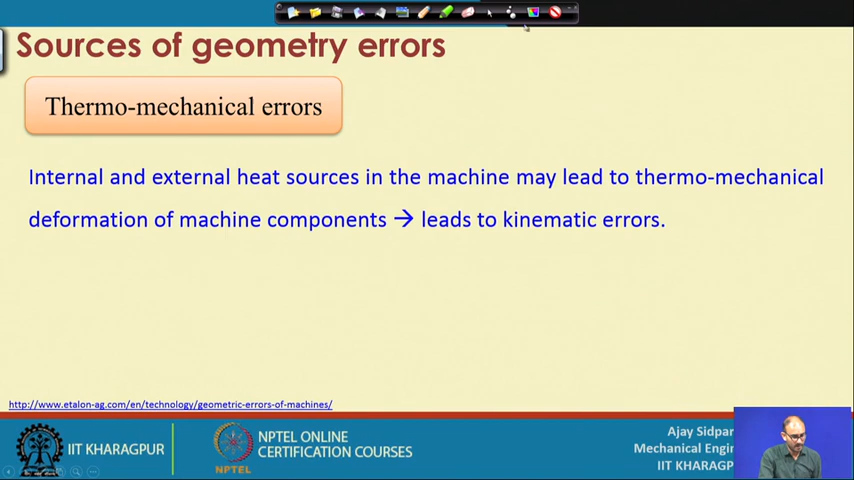 Sources of geometry errors
Thermo-mechanical errors
Internal and external heat sources in the machine may lead to thermo-mechanical
deformation of machine components → leads to kinematic errors.
http://www.etalon-ag.com/en/technology/geometric-errors-of-machines/
IIT KHARAGPUR
NPTEL
NPTEL ONLINE
CERTIFICATION COURSES
Ajay Sidpar
Mechanical Engin
IIT KHARAGP